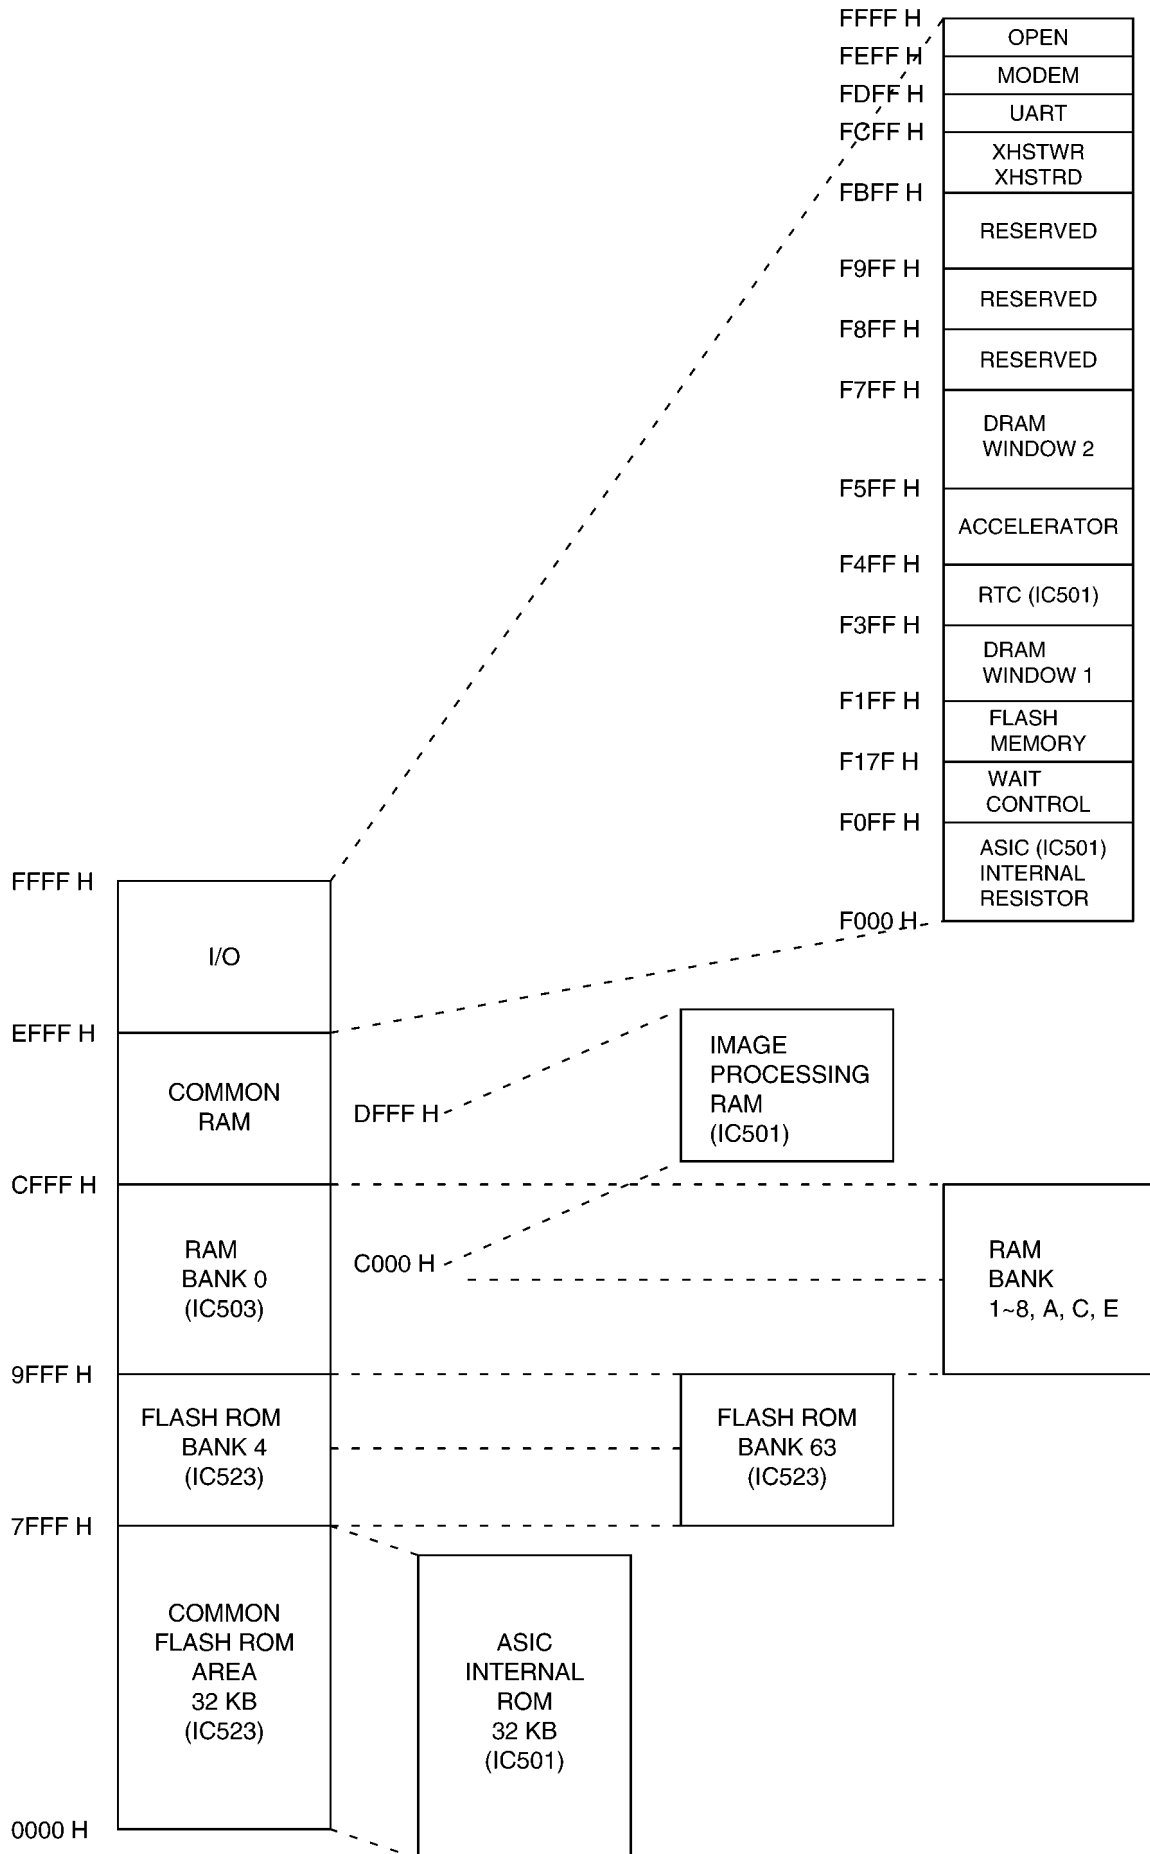 FFFF H
OPEN
FEFF H
MODEM
FDFF H
UART
FCFF H
XHSTWR
XHSTRD
FBFF H
RESERVED
F9FF H
RESERVED
F8FF H
RESERVED
F7FF H
DRAM
WINDOW 2
F5FF H
ACCELERATOR
F4FF H
RTC (IC501)
F3FF H
DRAM
WINDOW 1
F1FF H
FLASH
MEMORY
F17F H
WAIT
CONTROL
F0FF H
ASIC (IC501)
INTERNAL
RESISTOR
F000 H
FFFF H
I/O
EFFF H
COMMON
RAM
DFFF H
IMAGE
PROCESSING
RAM
(IC501)
CFFF H
RAM
BANK 0
(IC503)
C000 H
RAM
BANK
1~8, A, C, E
9FFF H
FLASH ROM
BANK 4
(IC523)
FLASH ROM
BANK 63
(IC523)
7FFF H
COMMON
FLASH ROM
AREA
32 KB
(IC523)
ASIC
INTERNAL
ROM
32 KB
(IC501)
0000 H